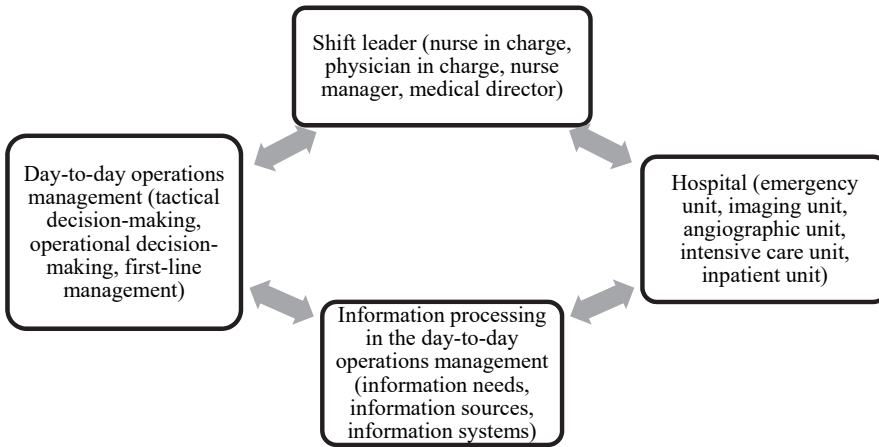 Shift leader (nurse in charge,
physician in charge, nurse
manager, medical director)
Day-to-day operations
management (tactical
decision-making,
operational decision-
making, first-line
management)
Hospital (emergency
unit, imaging unit,
angiographic unit,
intensive care unit,
inpatient unit)
Information processing
in the day-to-day
operations management
(information needs,
information sources,
information systems)